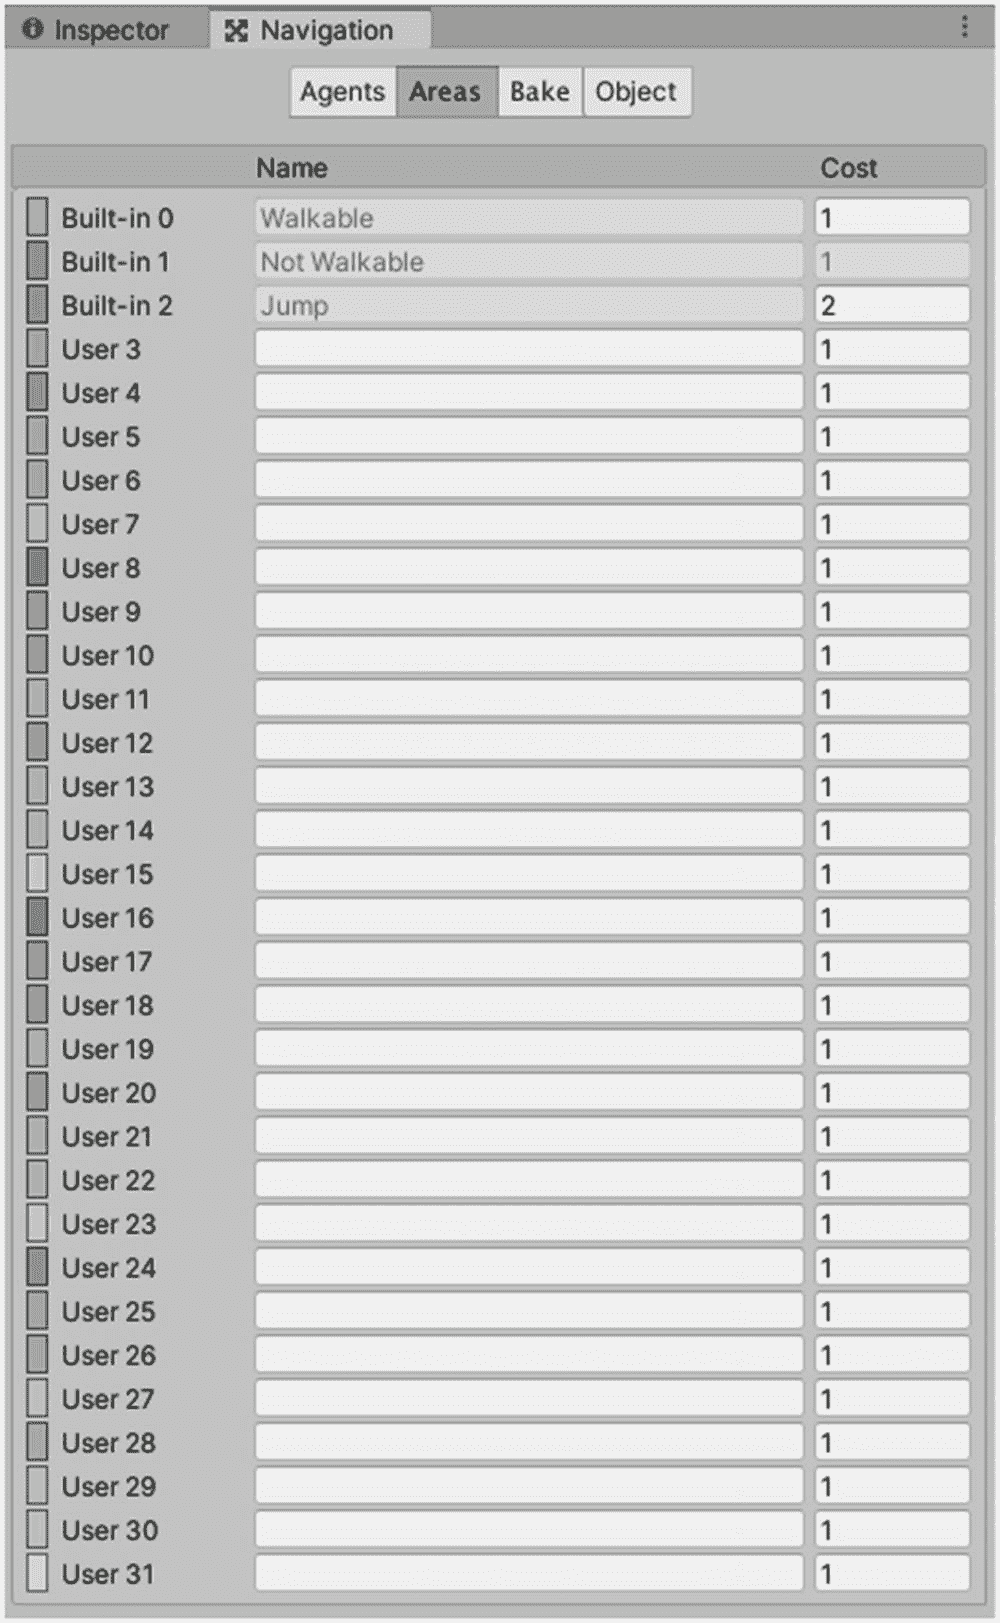 Inspector Navigation
Agents Areas Bake Object
Name Cost
Built-in 0 Walkable 1
Built-in 1 Not Walkable 1
Built-in 2 Jump 2
User 3 1
User 4 1
User 5 1
User 6 1
User 7 1
User 8 1
User 9 1
User 10 1
User 11 1
User 12 1
User 13 1
User 14 1
User 15 1
User 16 1
User 17 1
User 18 1
User 19 1
User 20 1
User 21 1
User 22 1
User 23 1
User 24 1
User 25 1
User 26 1
User 27 1
User 28 1
User 29 1
User 30 1
User 31 1